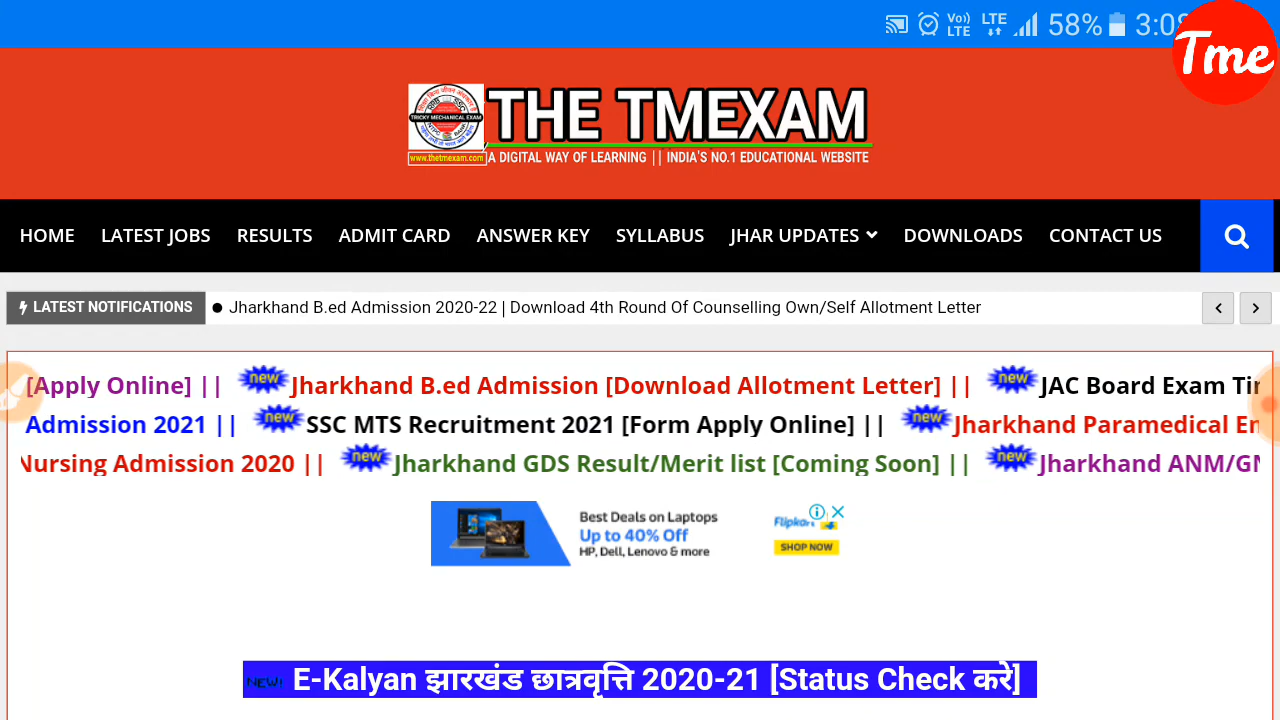 Vo)) LTE LTE 58% 3:08
Tme
TRICKY MECHANICAL EXAM
www.thetmexam.com
THE TMEXAM
A DIGITAL WAY OF LEARNING || INDIA'S NO.1 EDUCATIONAL WEBSITE
HOME LATEST JOBS RESULTS ADMIT CARD ANSWER KEY SYLLABUS JHAR UPDATES DOWNLOADS CONTACT US
LATEST NOTIFICATIONS Jharkhand B.ed Admission 2020-22 | Download 4th Round Of Counselling Own/Self Allotment Letter
[Apply Online] || new Jharkhand B.ed Admission [Download Allotment Letter] || new JAC Board Exam
Admission 2021 || new SSC MTS Recruitment 2021 [Form Apply Online] || new Jharkhand Paramedical
Nursing Admission 2020 || new Jharkhand GDS Result/Merit list [Coming Soon] || new Jharkhand ANM/
Best Deals on Laptops
Up to 40% Off
HP, Dell, Lenovo & more
Flipkart
SHOP NOW
NEW! E-Kalyan झारखंड छात्रवृत्ति 2020-21 [Status Check करें]